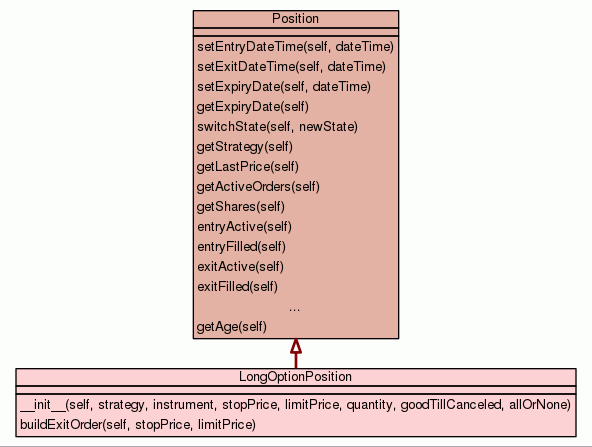 Position
setEntryDateTime(self, dateTime)
setExitDateTime(self, dateTime)
setExpiryDate(self, dateTime)
getExpiryDate(self)
switchState(self, newState)
getStrategy(self)
getLastPrice(self)
getActiveOrders(self)
getShares(self)
entryActive(self)
entryFilled(self)
exitActive(self)
exitFilled(self)
...
getAge(self)
LongOptionPosition
__init__(self, strategy, instrument, stopPrice, limitPrice, quantity, goodTillCanceled, allOrNone)
buildExitOrder(self, stopPrice, limitPrice)